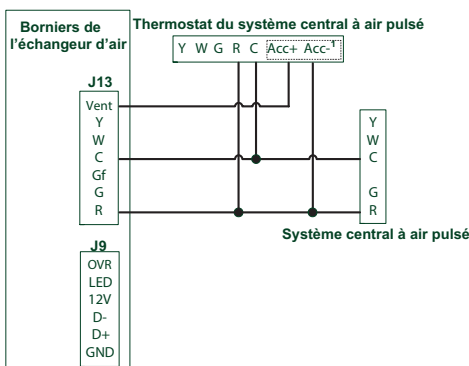 Borniers de
l'échangeur d'air
Thermostat du système central à air pulsé
Y W G R C Acc+ Acc-1
J13
Vent
Y
W
C
Gf
G
R
Y
W
C
G
R
Système central à air pulsé
J9
OVR
LED
12V
D-
D+
GND